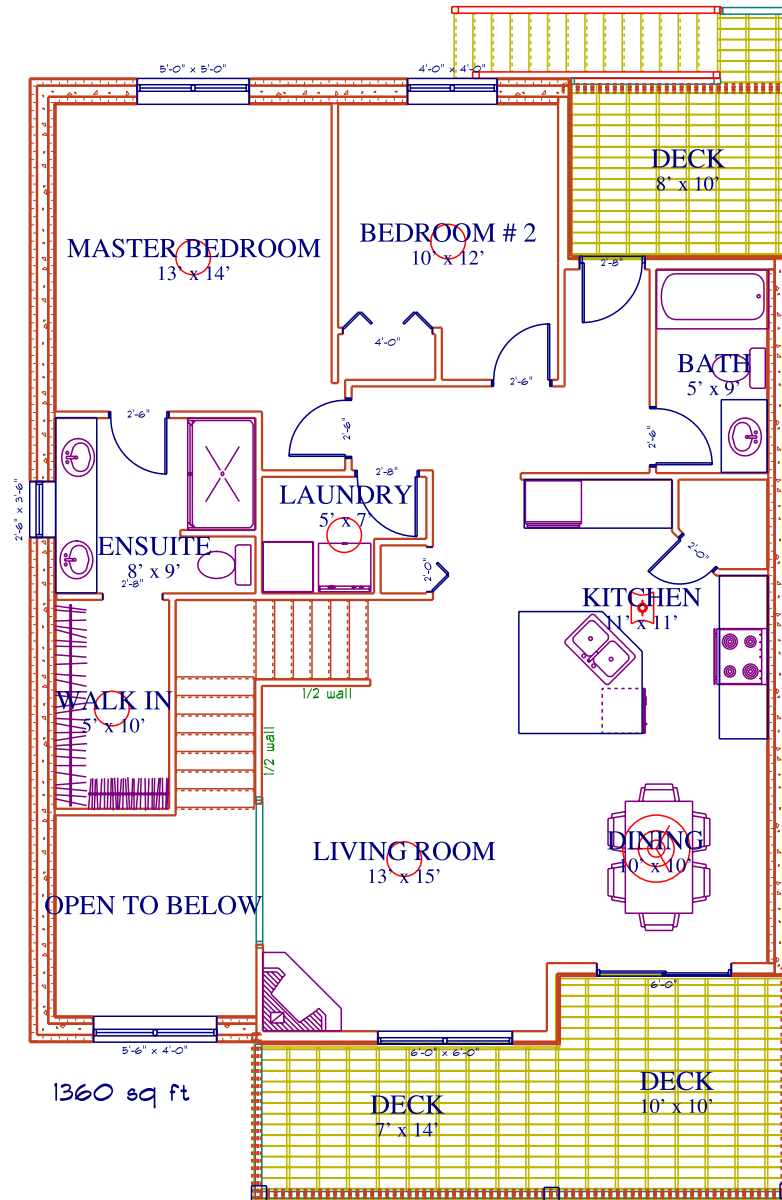 5'-0" x 5'-0"
4'-0" x 4'-0"
DECK
8' x 10'
MASTER BEDROOM
13' x 14'
BEDROOM # 2
10' x 12'
2'-8"
4'-0"
BATH
5' x 9'
2'-6"
2'-6"
2'-6"
2'-6"
2'-8"
LAUNDRY
5' x 7'
2'-6" x 3'-6"
ENSUITE
8' x 9'
2'-8"
2'-0"
2'-0"
KITCHEN
11' x 11'
WALK IN
5' x 10'
1/2 wall
1/2 wall
LIVING ROOM
13' x 15'
DINING
10' x 10'
OPEN TO BELOW
6'-0"
5'-6" x 4'-0"
6'-0" x 6'-0"
1360 sq ft
DECK
7' x 14'
DECK
10' x 10'